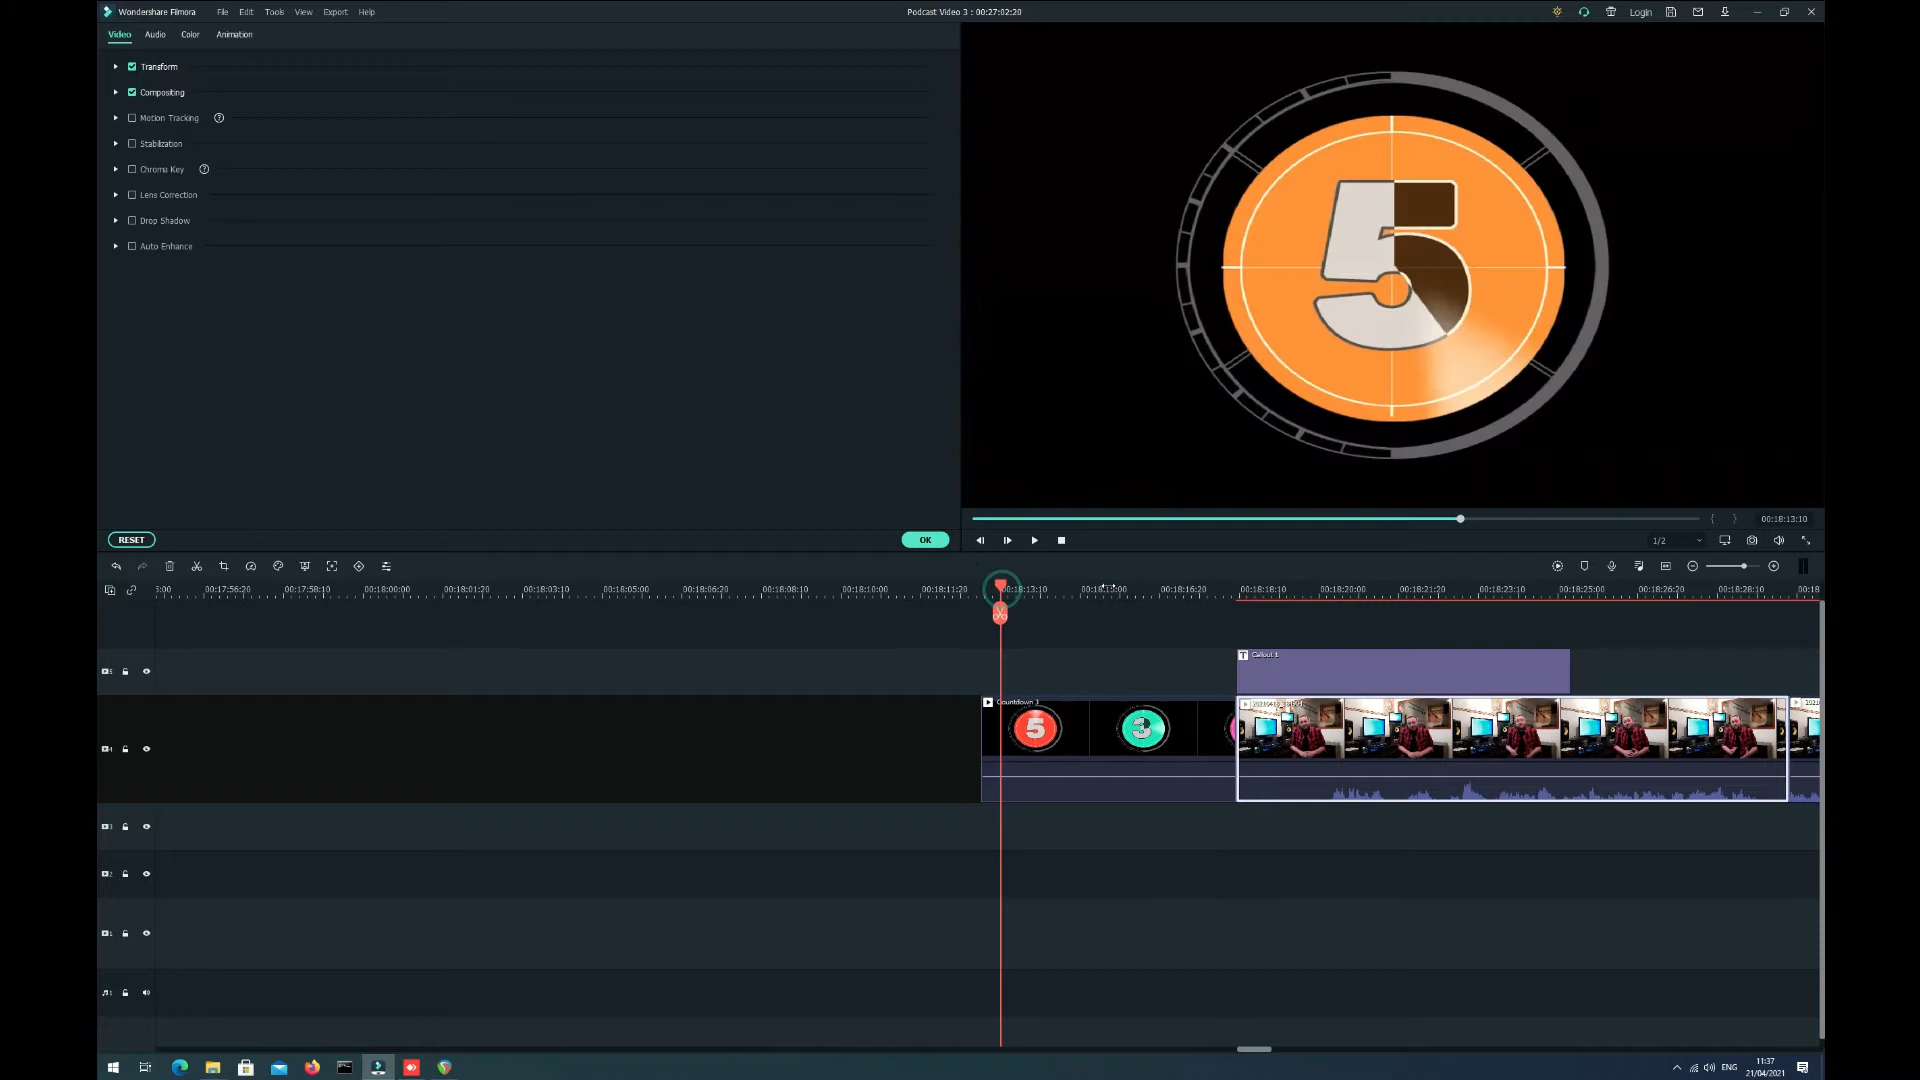 Wondershare Filmora File Edit Tools View Export Help
Podcast Video 3 : 00:27:02:20
Login
Video Audio Color Animation
Transform
Compositing
Motion Tracking
Stabilization
Chroma Key
Lens Correction
Drop Shadow
Auto Enhance
5
RESET
OK
00:18:13:10
1/2
5:00 00:17:56:20 00:17:58:10 00:18:00:00 00:18:01:20 00:18:03:10 00:18:05:00 00:18:06:20 00:18:08:10 00:18:10:00 00:18:11:20 00:18:13:10 00:18:15:00 00:18:16:20 00:18:18:10 00:18:20:00 00:18:21:20 00:18:23:10 00:18:25:00 00:18:26:20 00:18:28:10 00:18
T Callout 1
Countdown 3
5 3
ENG
11:37
21/04/2021